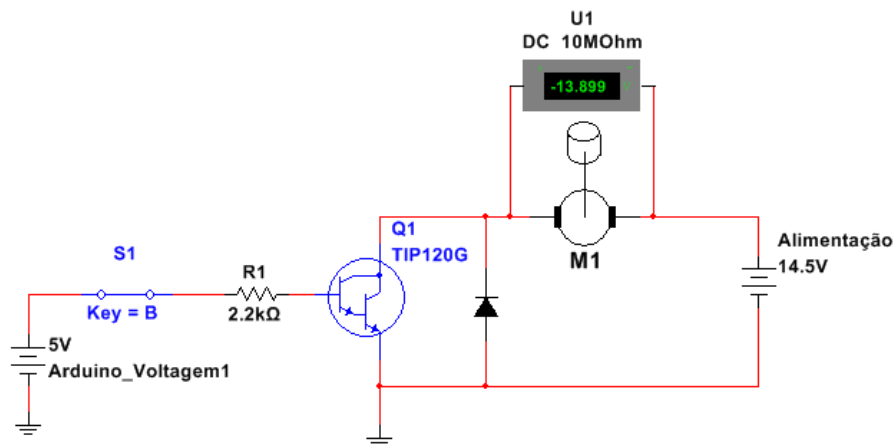 U1
DC 10MOhm
-13.899
Q1
TIP120G
S1
Key = B
R1
2.2kΩ
M1
Alimentação
14.5V
5V
Arduino_Voltagem1